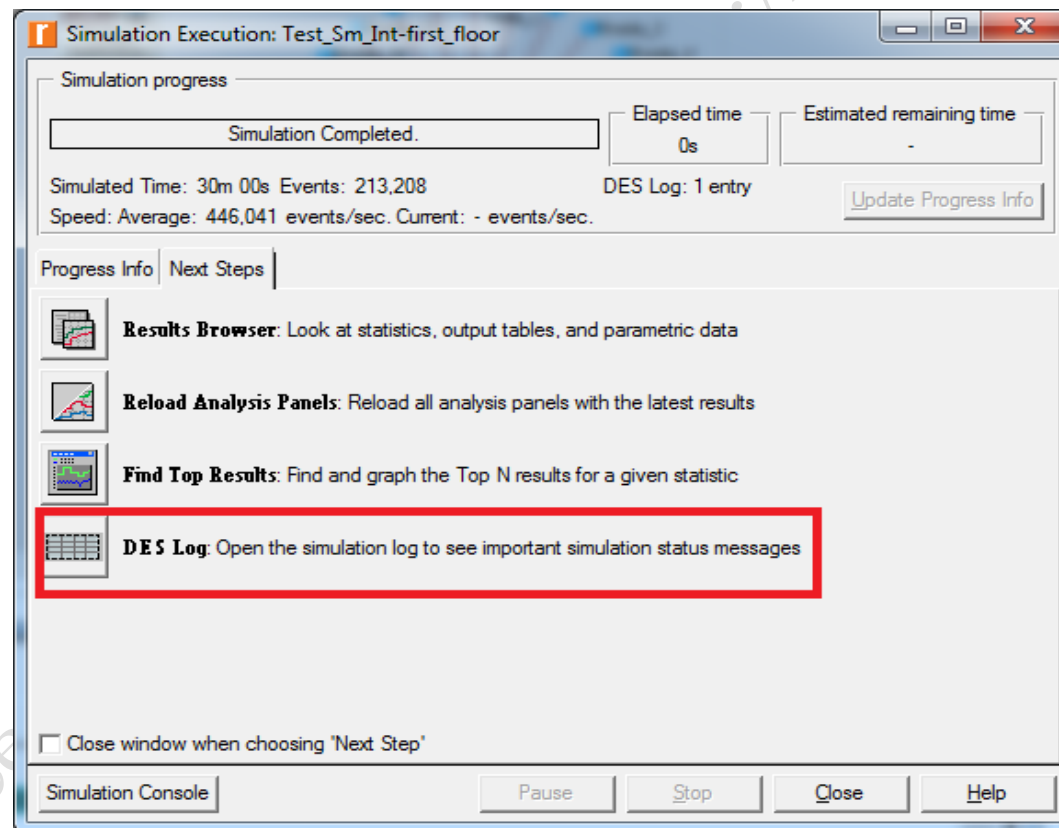 Simulation Execution: Test_Sm_Int-first_floor
Simulation progress
Simulation Completed.
Elapsed time
0s
Estimated remaining time
-
Simulated Time: 30m 00s Events: 213,208
DES Log: 1 entry
Speed: Average: 446,041 events/sec. Current: - events/sec.
Update Progress Info
Progress Info
Next Steps
Results Browser: Look at statistics, output tables, and parametric data
Reload Analysis Panels: Reload all analysis panels with the latest results
Find Top Results: Find and graph the Top N results for a given statistic
DES Log: Open the simulation log to see important simulation status messages
Close window when choosing "Next Step"
Simulation Console
Pause
Stop
Close
Help